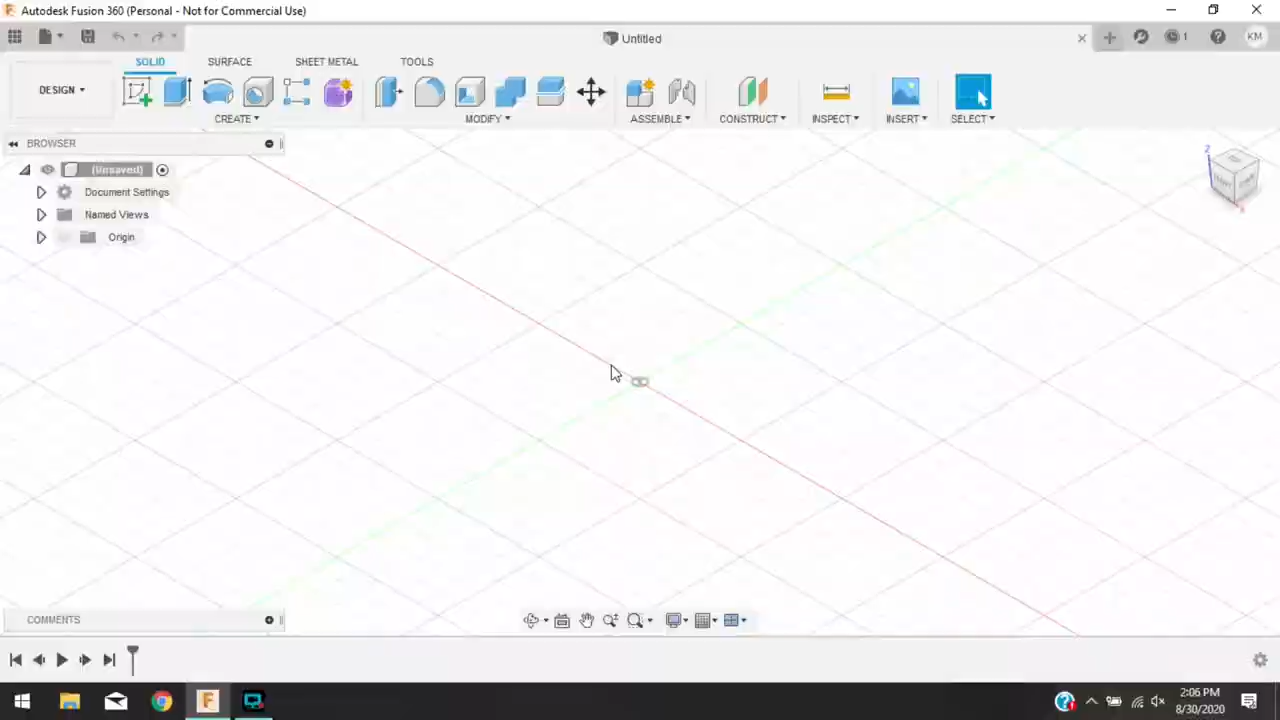 Autodesk Fusion 360 (Personal - Not for Commercial Use)
Untitled
1
KM
SOLID
SURFACE
SHEET METAL
TOOLS
DESIGN
CREATE
MODIFY
ASSEMBLE
CONSTRUCT
INSPECT
INSERT
SELECT
BROWSER
(Unsaved)
Document Settings
Named Views
Origin
Z
X
COMMENTS
2:06 PM
8/30/2020